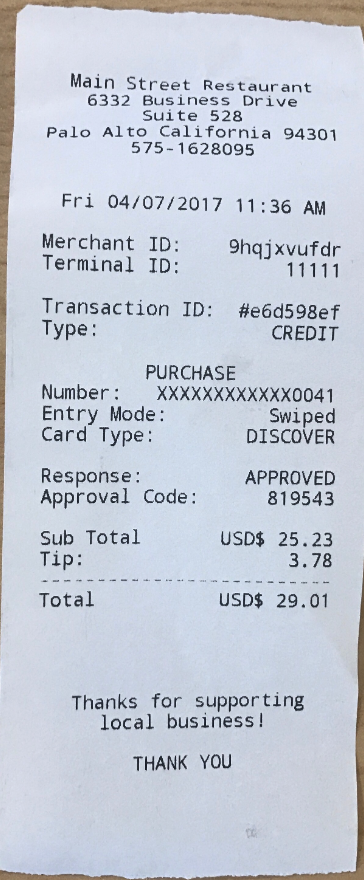 Main Street Restaurant
6332 Business Drive
Suite 528
Palo Alto California 94301
575-1628095
Fri 04/07/2017 11:36 AM
Merchant ID: 9hqjxvufdr
Terminal ID: 11111
Transaction ID: #e6d598ef
Type: CREDIT
PURCHASE
Number: XXXXXXXXXXXX0041
Entry Mode: Swiped
Card Type: DISCOVER
Response: APPROVED
Approval Code: 819543
Sub Total USD$ 25.23
Tip: 3.78
------------------------------
Total USD$ 29.01
Thanks for supporting
local business!
THANK YOU